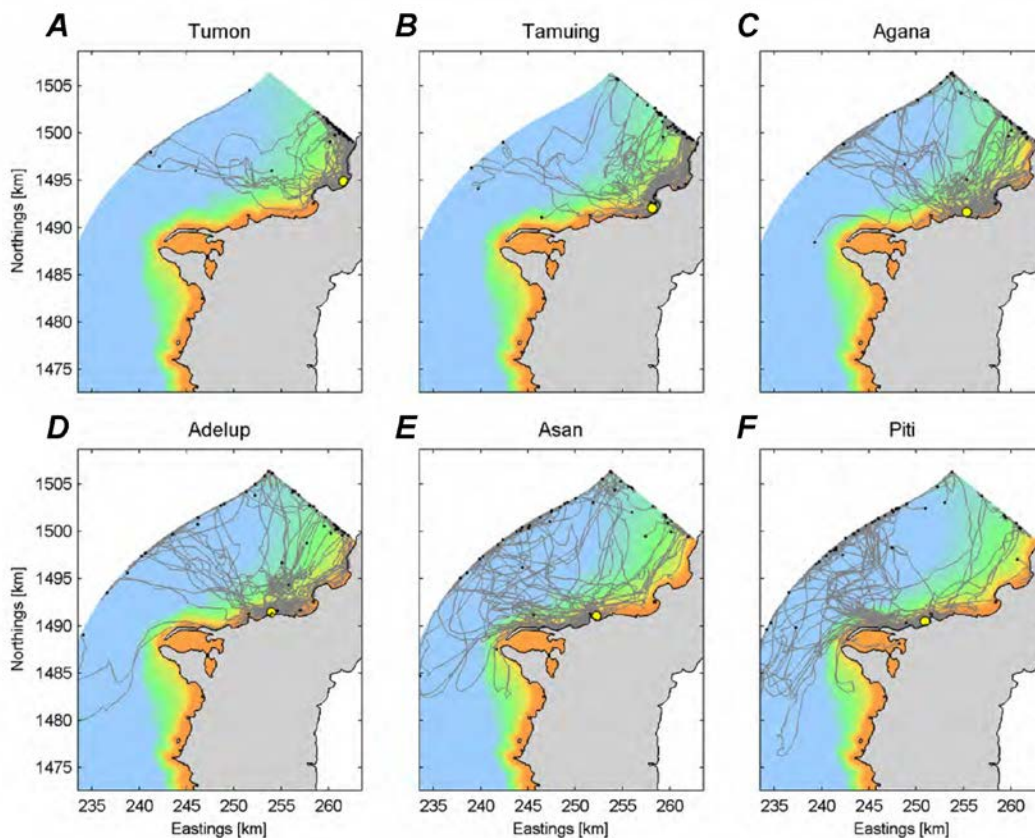 A Tumon
B Tamuing
C Agana
1505
1500
1495
1490
1485
1480
1475
Northings [km]
D Adelup
E Asan
F Piti
1505
1500
1495
1490
1485
1480
1475
Northings [km]
235 240 245 250 255 260
235 240 245 250 255 260
235 240 245 250 255 260
Eastings [km]
Eastings [km]
Eastings [km]